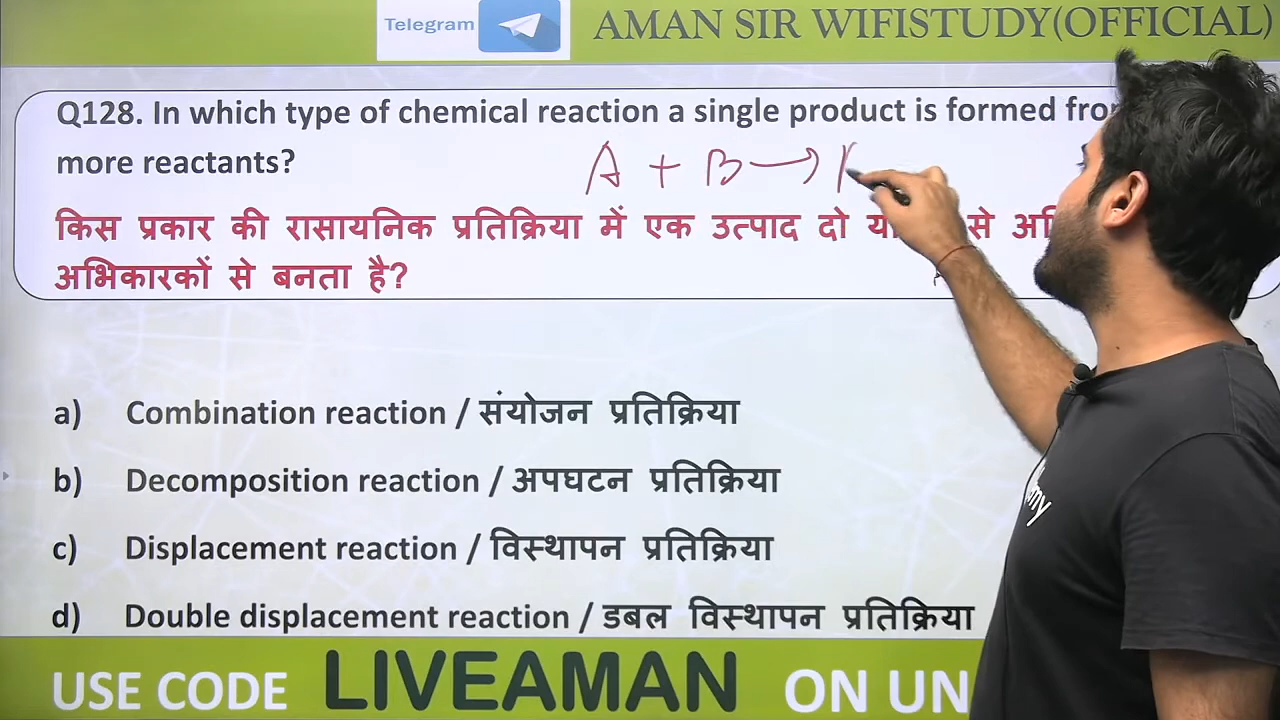 Telegram
AMAN SIR WIFISTUDY(OFFICIAL)
Q128. In which type of chemical reaction a single product is formed
more reactants?
A + B →
किस प्रकार की रासायनिक प्रतिक्रिया में एक उत्पाद दो से
अभिकारकों से बनता है?
a) Combination reaction / संयोजन प्रतिक्रिया
b) Decomposition reaction / अपघटन प्रतिक्रिया
c) Displacement reaction / विस्थापन प्रतिक्रिया
d) Double displacement reaction / डबल विस्थापन प्रतिक्रिया
USE CODE LIVEAMAN ON